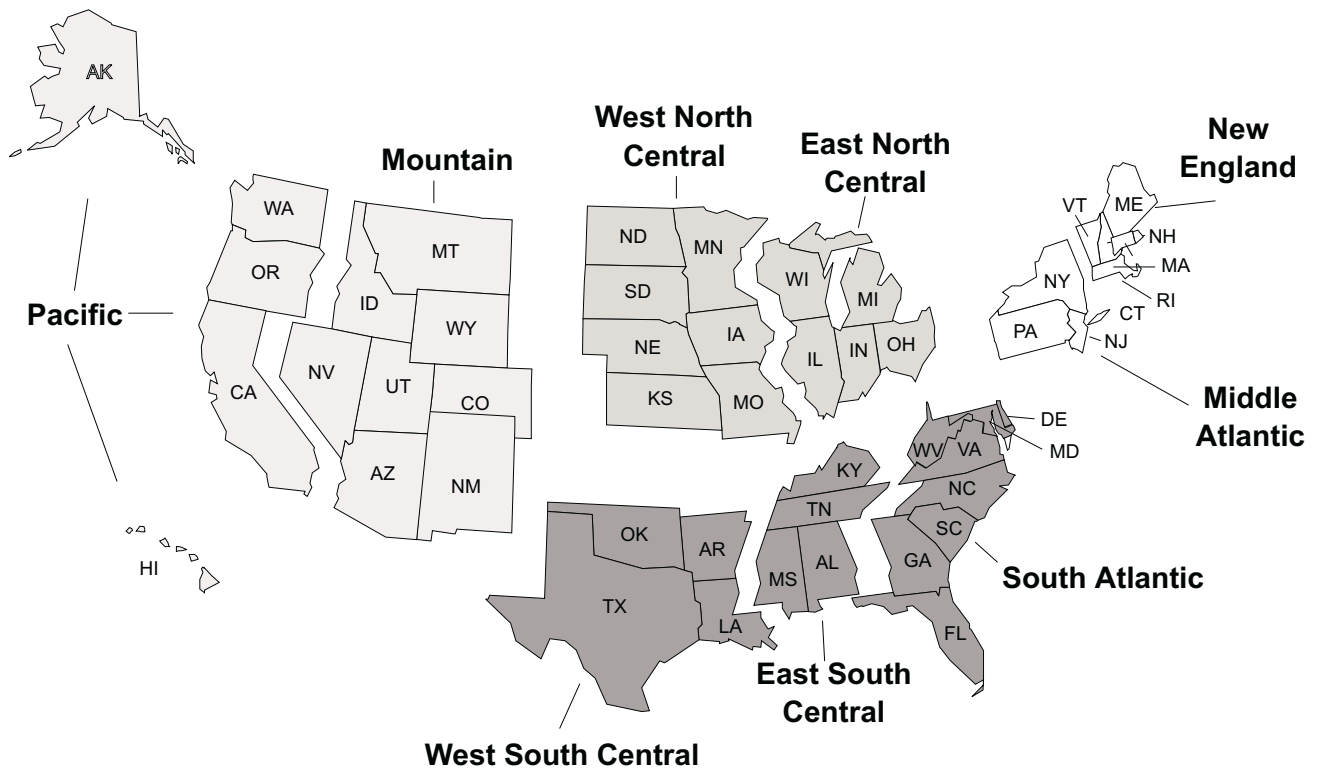 AK
West North
Central
East North
Central
New
England
Mountain
WA
OR
CA
Pacific
HI
MT
ID
WY
NV
UT
CO
AZ
NM
ND
MN
SD
NE
IA
KS
MO
WI
MI
IL
IN
OH
VT
ME
NH
MA
RI
CT
NY
PA
NJ
Middle
Atlantic
DE
MD
WV
VA
NC
SC
GA
FL
South Atlantic
KY
TN
MS
AL
East South
Central
OK
AR
TX
LA
West South Central